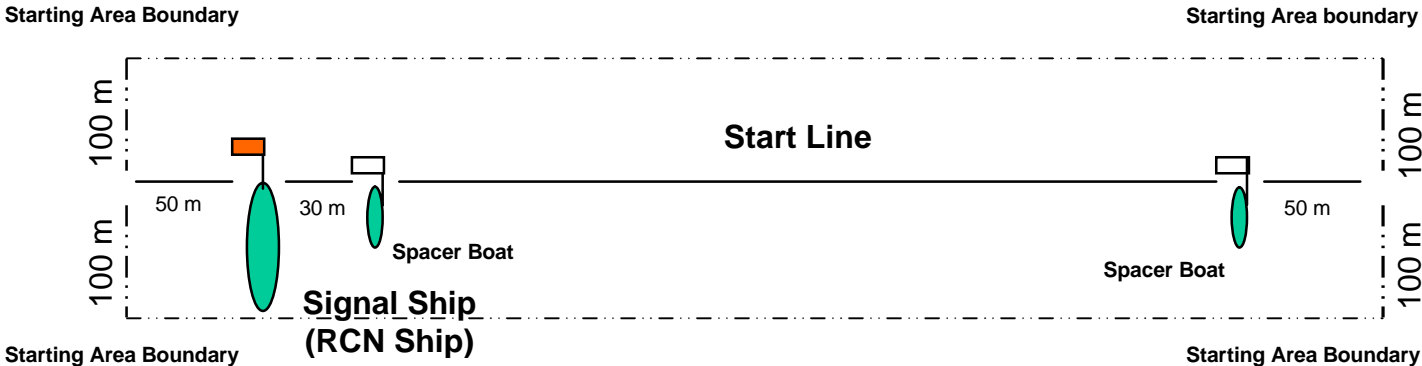 Starting Area Boundary
Starting Area boundary
100 m
100 m
Start Line
50 m
30 m
50 m
Spacer Boat
Spacer Boat
100 m
100 m
Signal Ship
(RCN Ship)
Starting Area Boundary
Starting Area Boundary